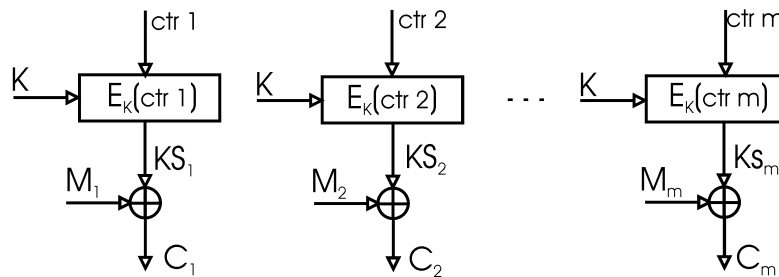 ctr 1
ctr 2
ctr m
K
E_K(ctr 1)
K
E_K(ctr 2)
- - -
K
E_K(ctr m)
KS_1
KS_2
Ks_m
M_1
M_2
M_m
C_1
C_2
C_m